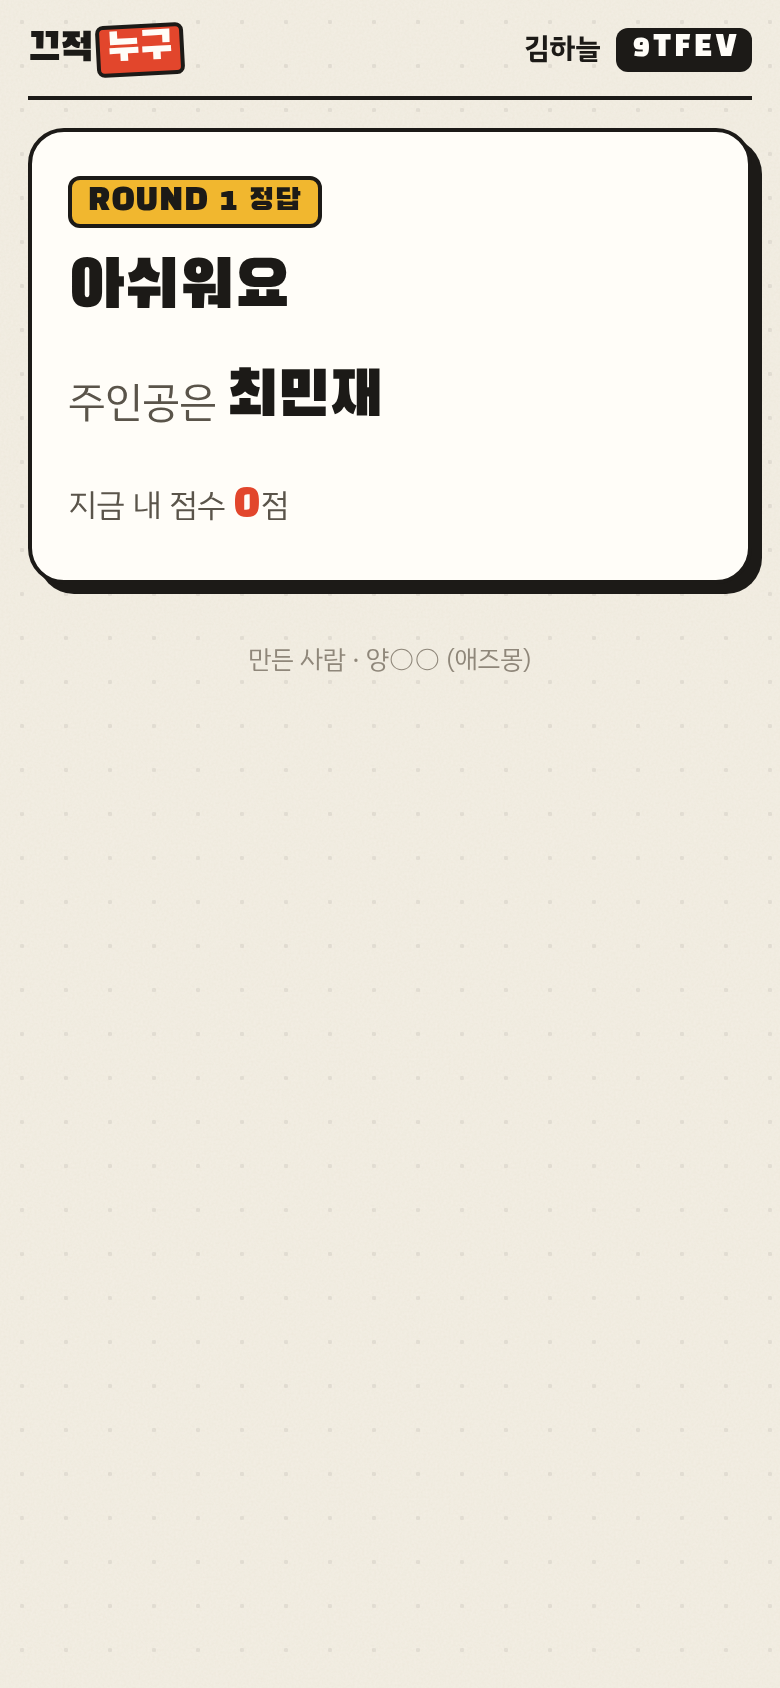 끄적누구
김하늘 9TFEV
ROUND 1 정답
아쉬워요
주인공은 최민재
지금 내 점수 0점
만든 사람 · 양○○ (애즈몽)